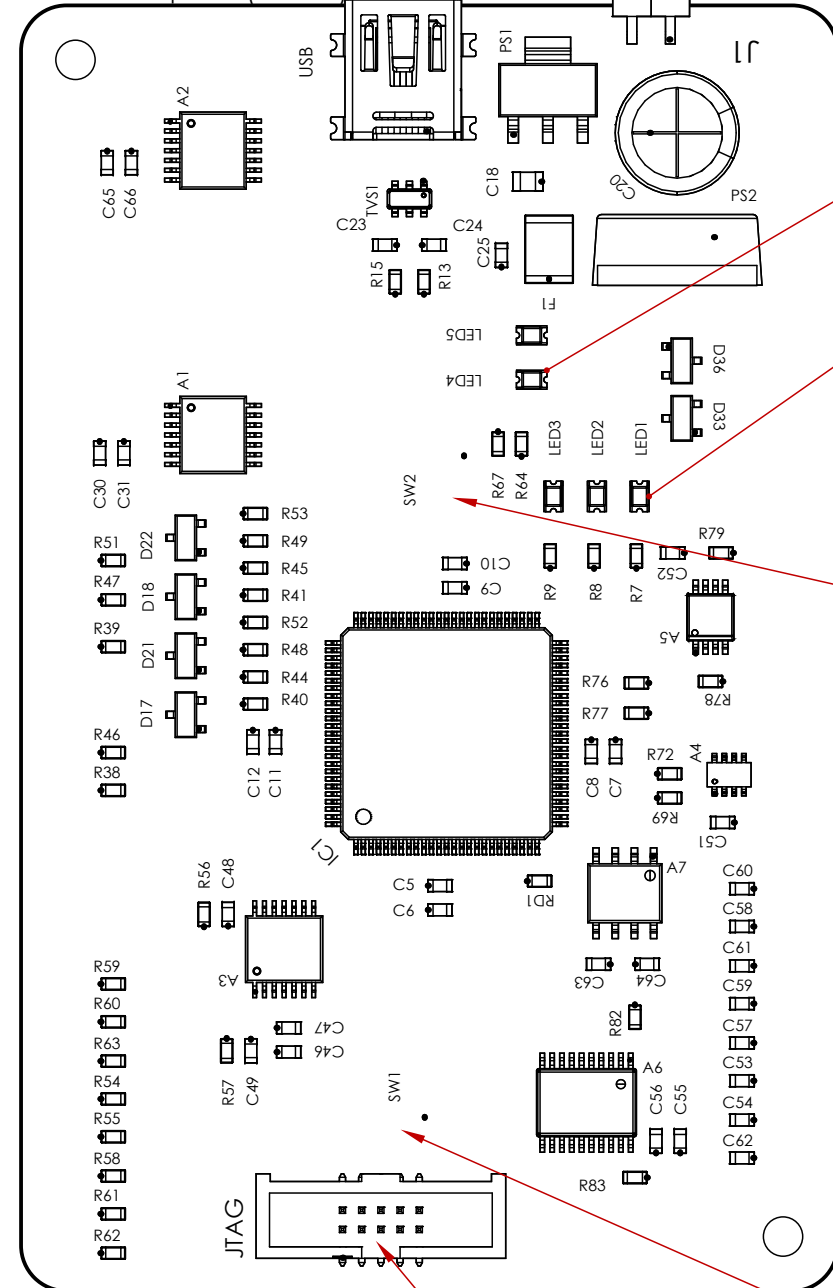 J1
PS1
USB
A2
C65
C66
C18
TVS1
C20
PS2
C23
C24
C25
R15
R13
F1
LED5
LED4
D36
D33
A1
LED3
LED2
LED1
C30
C31
R67
R64
SW2
R53
R49
R45
R41
R52
R48
R44
R40
R51
R47
R39
D22
D18
D21
D17
C10
C9
R9
R8
R7
C52
R79
A5
R78
R76
R77
R46
R38
C12
C11
C8
C7
R72
R69
A4
C51
IC1
R56
C48
C5
C6
RD1
A7
C60
C58
C61
C59
C57
C53
C54
C62
A3
C63
C64
R59
R60
R63
R54
R55
R58
R61
R62
C47
C46
R57
C49
R82
A6
C56
C55
SW1
R83
JTAG